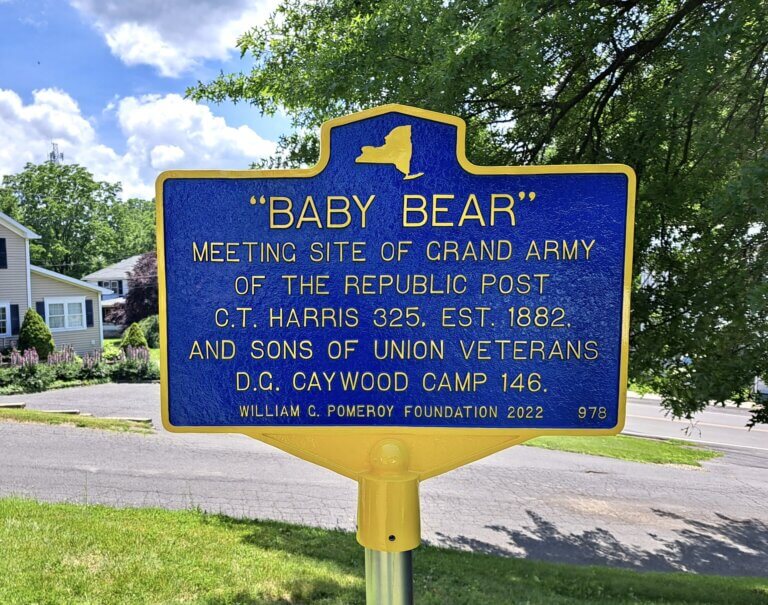 "BABY BEAR"
MEETING SITE OF GRAND ARMY
OF THE REPUBLIC POST
C.T. HARRIS 325, EST. 1882,
AND SONS OF UNION VETERANS
D.G. CAYWOOD CAMP 146.
WILLIAM G. POMEROY FOUNDATION 2022 978